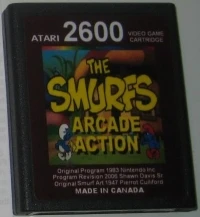 ATARI 2600 VIDEO GAME
CARTRIDGE
THE
SMURFS
ARCADE
ACTION
Original Program 1983 Nintendo Inc
Program Revision 2006 Shawn Davis Sr
Original Smurf Art 1947 Pierrot Culliford
MADE IN CANADA